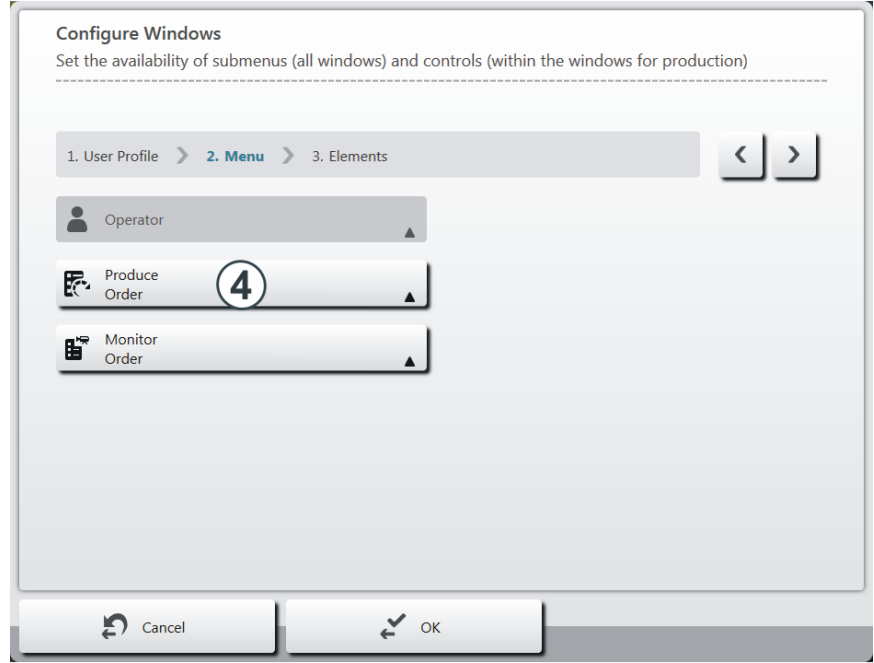 Configure Windows
Set the availability of submenus (all windows) and controls (within the windows for production)
1. User Profile
2. Menu
3. Elements
Operator
Produce
Order
4
Monitor
Order
Cancel
OK